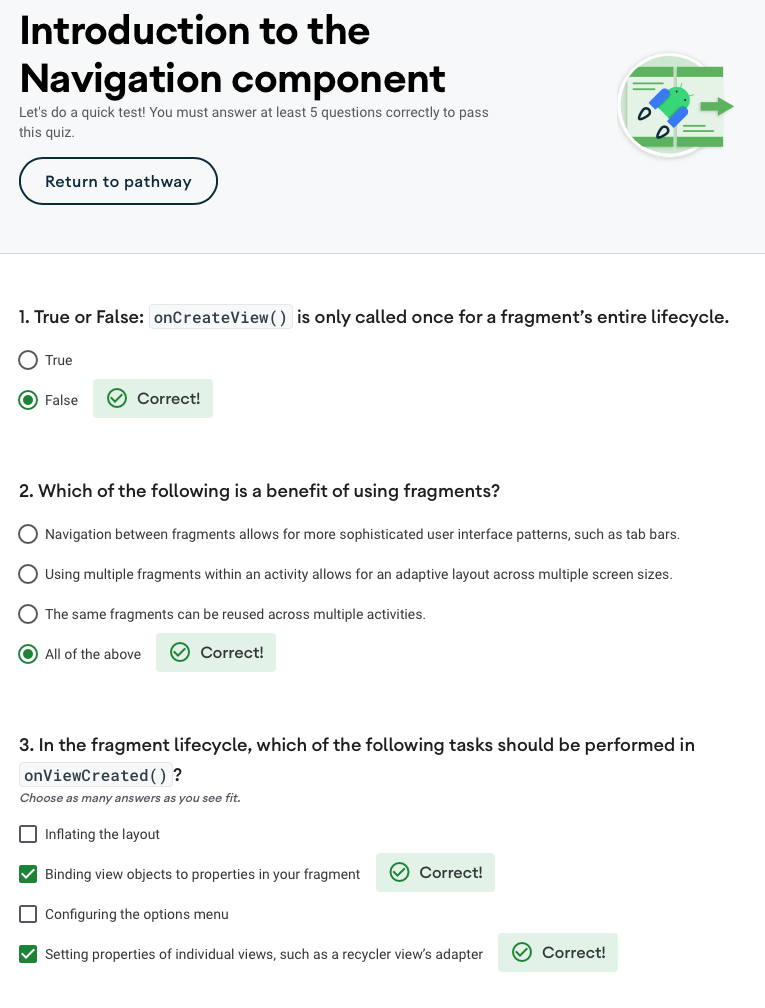 Introduction to the
Navigation component
Let's do a quick test! You must answer at least 5 questions correctly to pass
this quiz.
Return to pathway
1. True or False: onCreateView() is only called once for a fragment’s entire lifecycle.
True
False Correct!
2. Which of the following is a benefit of using fragments?
Navigation between fragments allows for more sophisticated user interface patterns, such as tab bars.
Using multiple fragments within an activity allows for an adaptive layout across multiple screen sizes.
The same fragments can be reused across multiple activities.
All of the above Correct!
3. In the fragment lifecycle, which of the following tasks should be performed in
onViewCreated() ?
Choose as many answers as you see fit.
Inflating the layout
Binding view objects to properties in your fragment Correct!
Configuring the options menu
Setting properties of individual views, such as a recycler view’s adapter Correct!